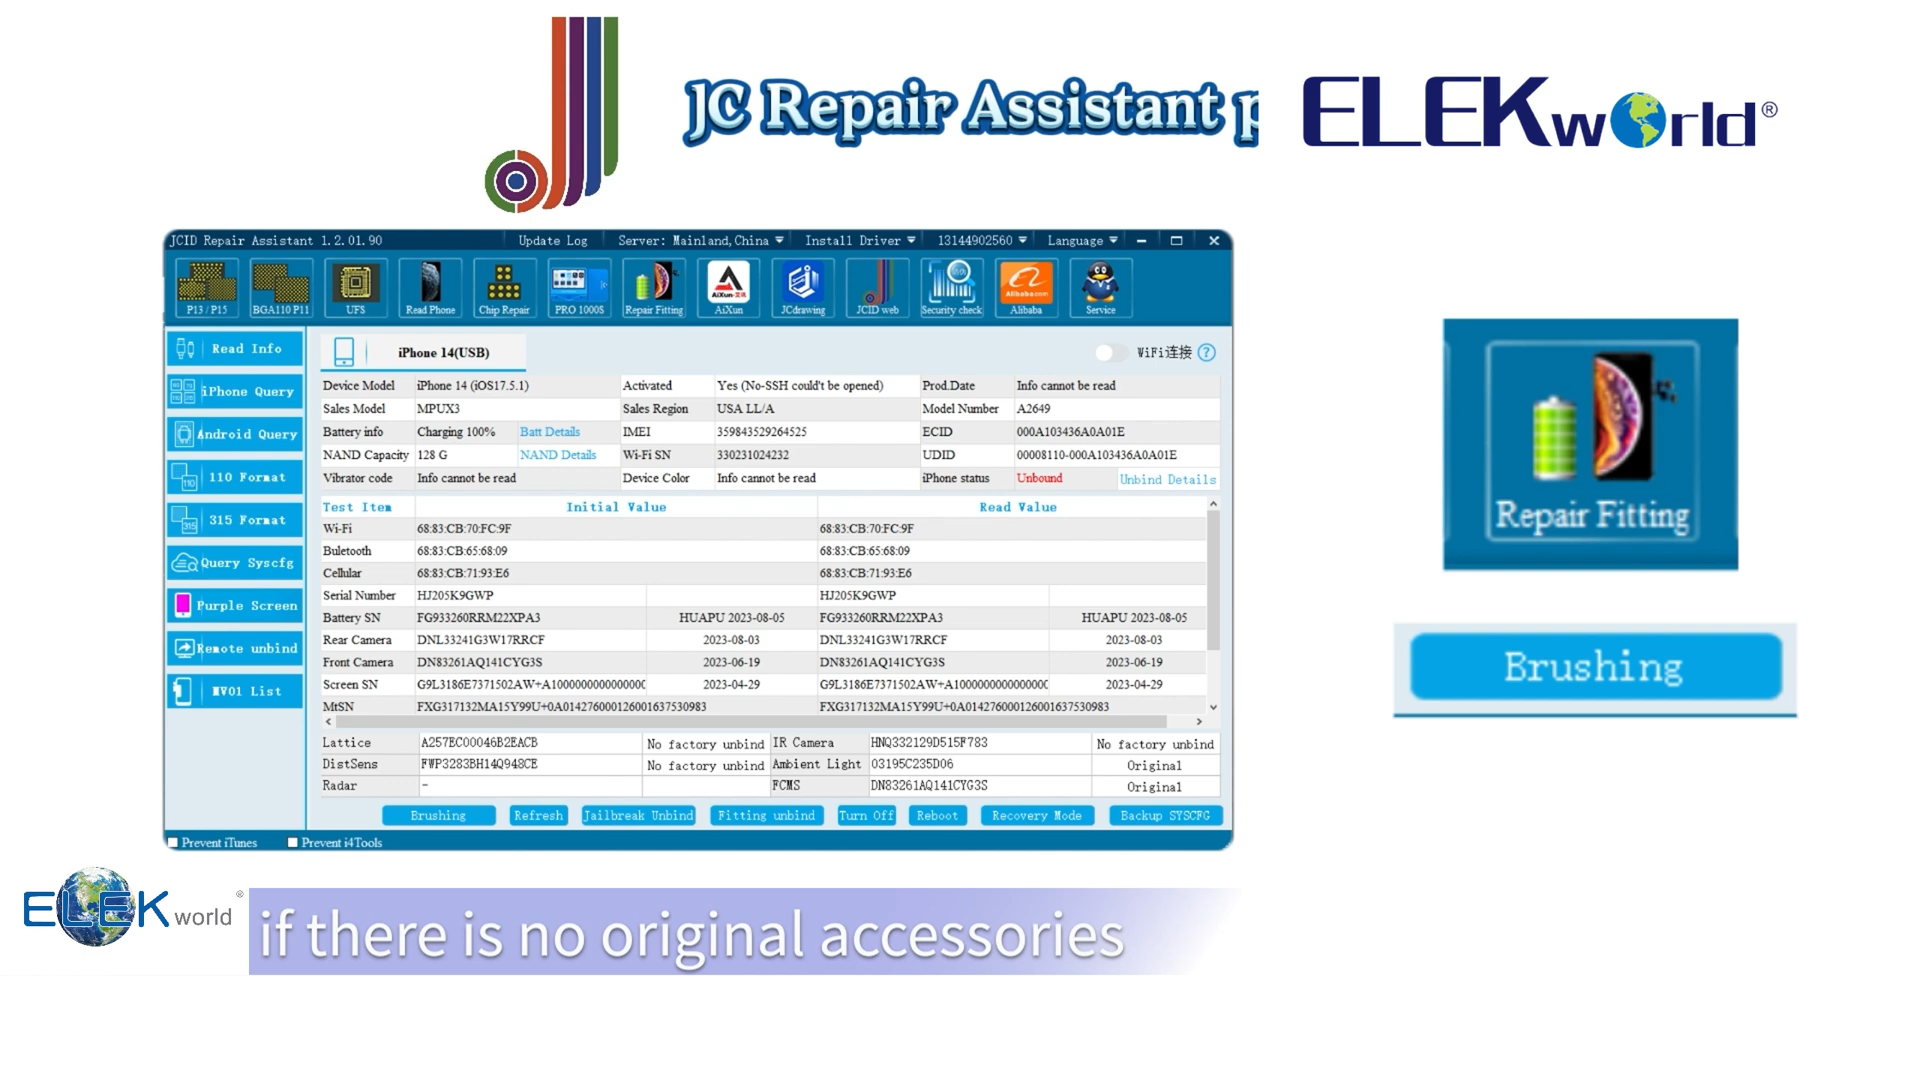 JC Repair Assistant p
ELEKworld®
JCID Repair Assistant 1.2.01.90
Update Log
Server: Mainland,China
Install Driver
13144902560
Language
P13/P15
BGA110 P11
UFS
Read Phone
Chip Repair
PRO 1000S
Repair Fitting
AiXun
JCdrawing
JCID web
Security check
Alibaba.com
Alibaba
Service
Read Info
iPhone Query
Android Query
110 Format
315 Format
Query Syscfg
Purple Screen
Remote unbind
MV01 List
iPhone 14(USB)
WiFi连接 ?
Device Model iPhone 14 (iOS17.5.1) Activated Yes (No-SSH could't be opened) Prod.Date Info cannot be read
Sales Model MPUX3 Sales Region USA LL/A Model Number A2649
Battery info Charging 100% Batt Details IMEI 359843529264525 ECID 000A103436A0A01E
NAND Capacity 128 G NAND Details Wi-Fi SN 330231024232 UDID 00008110-000A103436A0A01E
Vibrator code Info cannot be read Device Color Info cannot be read iPhone status Unbound Unbind Details
Test Item Initial Value Read Value
Wi-Fi 68:83:CB:70:FC:9F 68:83:CB:70:FC:9F
Buletooth 68:83:CB:65:68:09 68:83:CB:65:68:09
Cellular 68:83:CB:71:93:E6 68:83:CB:71:93:E6
Serial Number HJ205K9GWP HJ205K9GWP
Battery SN FG933260RRM22XPA3 HUAPU 2023-08-05 FG933260RRM22XPA3 HUAPU 2023-08-05
Rear Camera DNL33241G3W17RRCF 2023-08-03 DNL33241G3W17RRCF 2023-08-03
Front Camera DN83261AQ141CYG3S 2023-06-19 DN83261AQ141CYG3S 2023-06-19
Screen SN G9L3186E7371502AW+A100000000000000C 2023-04-29 G9L3186E7371502AW+A100000000000000C 2023-04-29
MtSN FXG317132MA15Y99U+0A014276000126001637530983 FXG317132MA15Y99U+0A014276000126001637530983
Lattice A257EC00046B2EACB No factory unbind IR Camera HNQ332129D515F783 No factory unbind
DistSens FWP3283BH14Q948CE No factory unbind Ambient Light 03195C235D06 Original
Radar - FCMS DN83261AQ141CYG3S Original
Brushing Refresh Jailbreak Unbind Fitting unbind Turn Off Reboot Recovery Mode Backup SYSCFG
Prevent iTunes Prevent i4Tools
Repair Fitting
Brushing
ELEK world®
if there is no original accessories